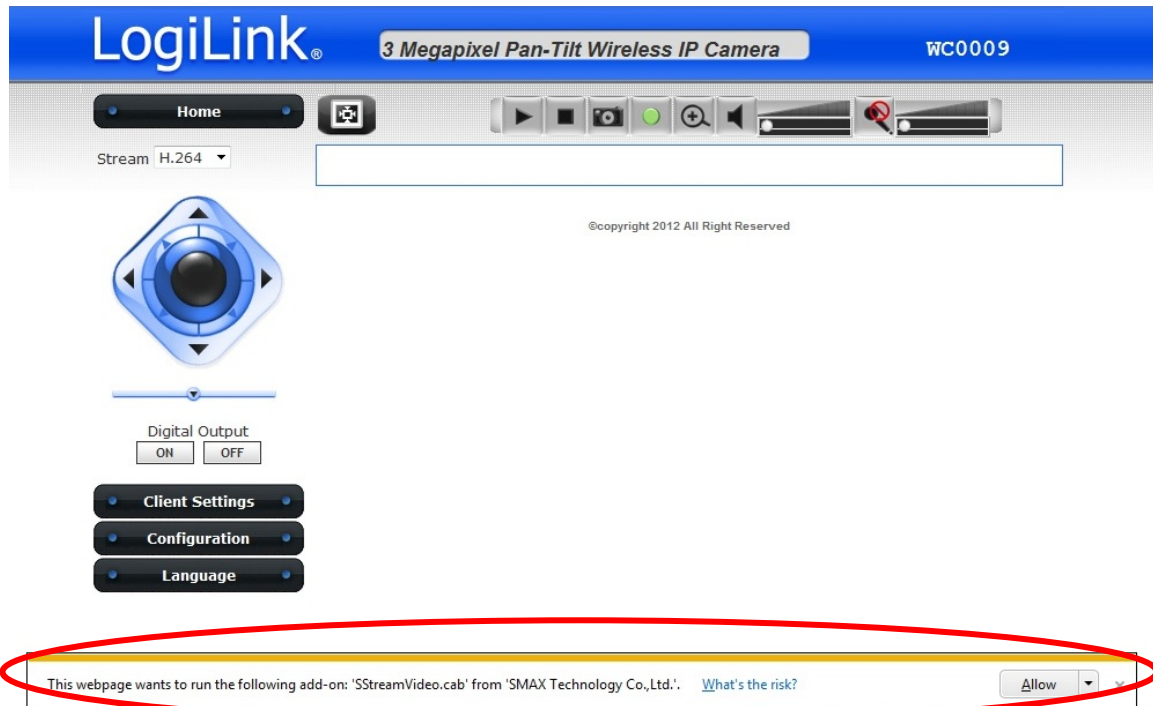 LogiLink®
3 Megapixel Pan-Tilt Wireless IP Camera
WC0009
Home
Stream H.264
©copyright 2012 All Right Reserved
Digital Output
ON OFF
Client Settings
Configuration
Language
This webpage wants to run the following add-on: 'SStreamVideo.cab' from 'SMAX Technology Co.,Ltd.'. What's the risk? Allow